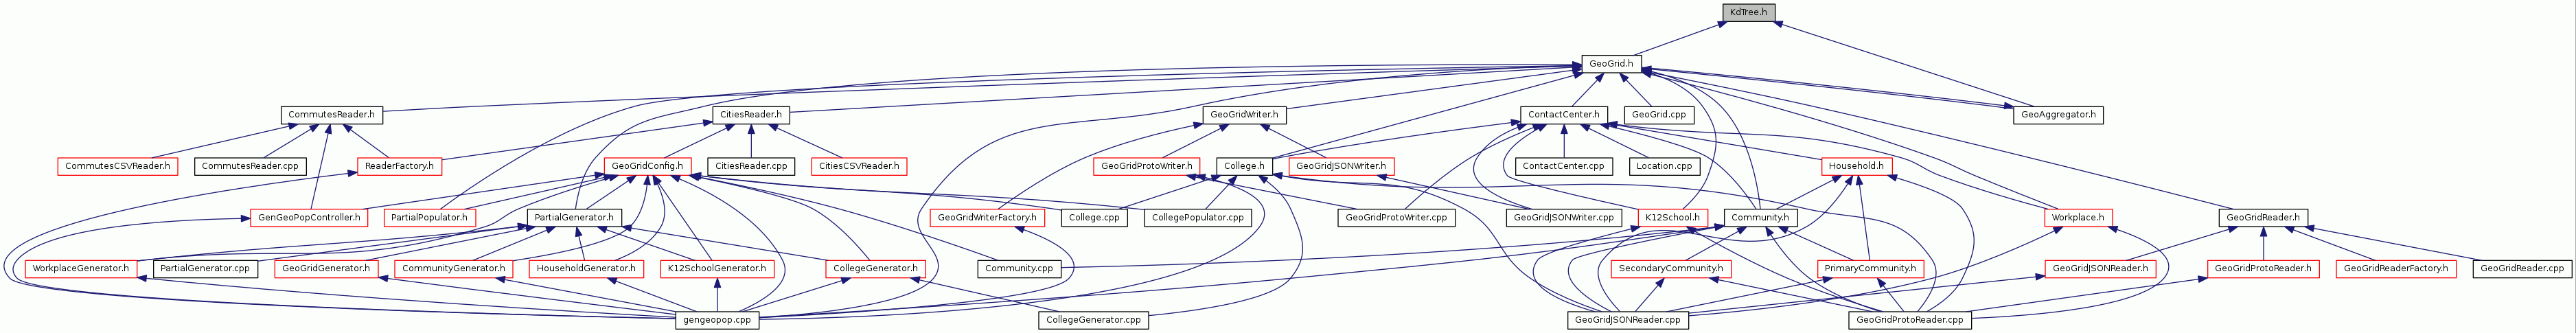 KdTree.h
GeoGrid.h
CommutesReader.h
CitiesReader.h
GeoGridWriter.h
ContactCenter.h
GeoGrid.cpp
GeoAggregator.h
CommutesCSVReader.h
CommutesReader.cpp
ReaderFactory.h
GeoGridConfig.h
CitiesReader.cpp
CitiesCSVReader.h
GeoGridProtoWriter.h
College.h
GeoGridJSONWriter.h
ContactCenter.cpp
Location.cpp
Household.h
GenGeoPopController.h
PartialPopulator.h
PartialGenerator.h
GeoGridWriterFactory.h
College.cpp
CollegePopulator.cpp
GeoGridProtoWriter.cpp
GeoGridJSONWriter.cpp
K12School.h
Community.h
Workplace.h
GeoGridReader.h
WorkplaceGenerator.h
PartialGenerator.cpp
GeoGridGenerator.h
CommunityGenerator.h
HouseholdGenerator.h
K12SchoolGenerator.h
CollegeGenerator.h
Community.cpp
SecondaryCommunity.h
PrimaryCommunity.h
GeoGridJSONReader.h
GeoGridProtoReader.h
GeoGridReaderFactory.h
GeoGridReader.cpp
gengeopop.cpp
CollegeGenerator.cpp
GeoGridJSONReader.cpp
GeoGridProtoReader.cpp